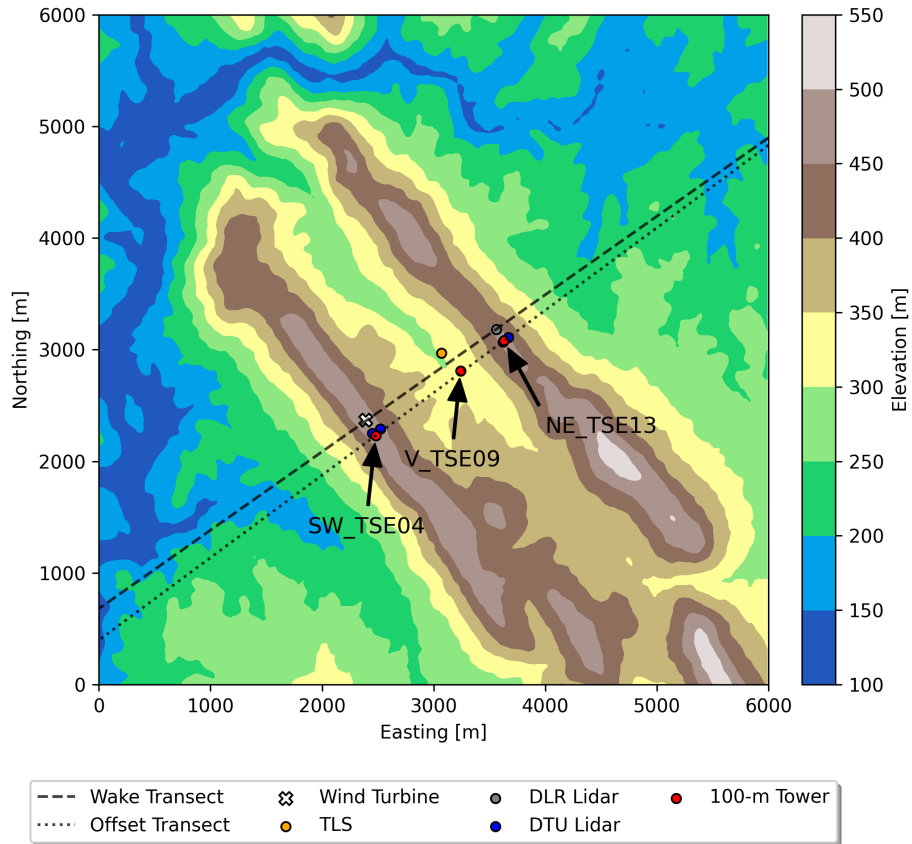 6000
5000
4000
3000
2000
1000
0
Northing [m]
0 1000 2000 3000 4000 5000 6000
Easting [m]
NE_TSE13
V_TSE09
SW_TSE04
550
500
450
400
350
300
250
200
150
100
Elevation [m]
Wake Transect Wind Turbine DLR Lidar 100-m Tower
Offset Transect TLS DTU Lidar